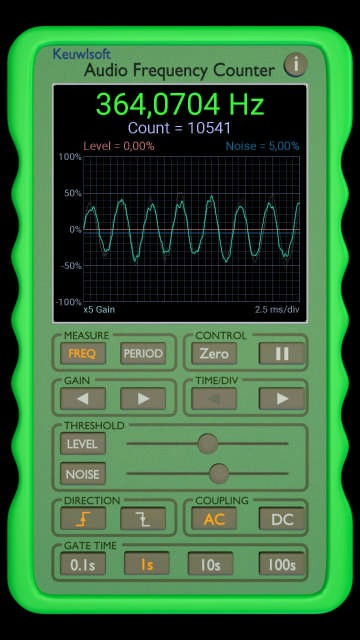 Keuwlsoft
Audio Frequency Counter
i
364,0704 Hz
Count = 10541
Level = 0,00% Noise = 5,00%
100%
50%
0%
-50%
-100%
x5 Gain 2.5 ms/div
MEASURE CONTROL
FREQ PERIOD Zero
GAIN TIME/DIV
THRESHOLD
LEVEL
NOISE
DIRECTION COUPLING
AC DC
GATE TIME
0.1s 1s 10s 100s